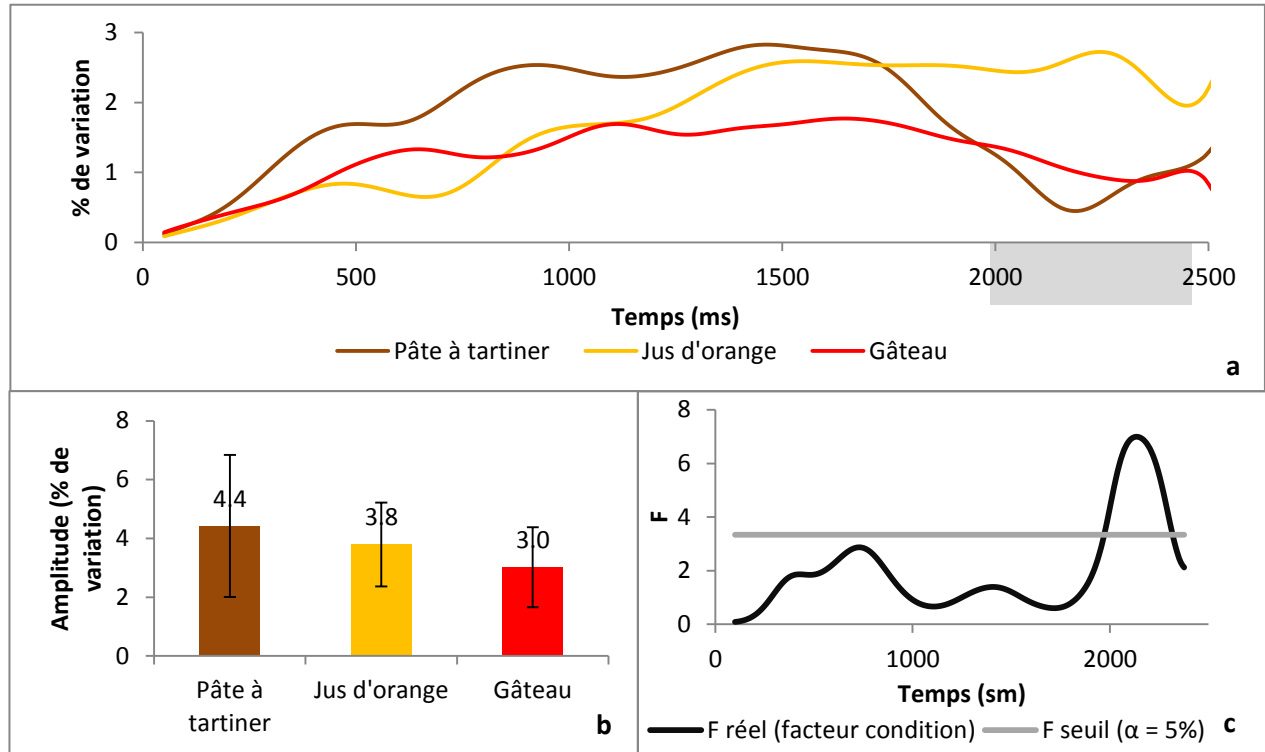 3
2
1
0
% de variation
0 500 1000 1500 2000 2500
Temps (ms)
Pâte à tartiner Jus d'orange Gâteau
a
8
6
4
2
0
Amplitude (% de
variation)
4.4
3.8
3.0
Pâte à
tartiner
Jus d'orange
Gâteau
b
8
6
4
2
0
F
0 1000 2000
Temps (sm)
F réel (facteur condition) F seuil (α = 5%)
c